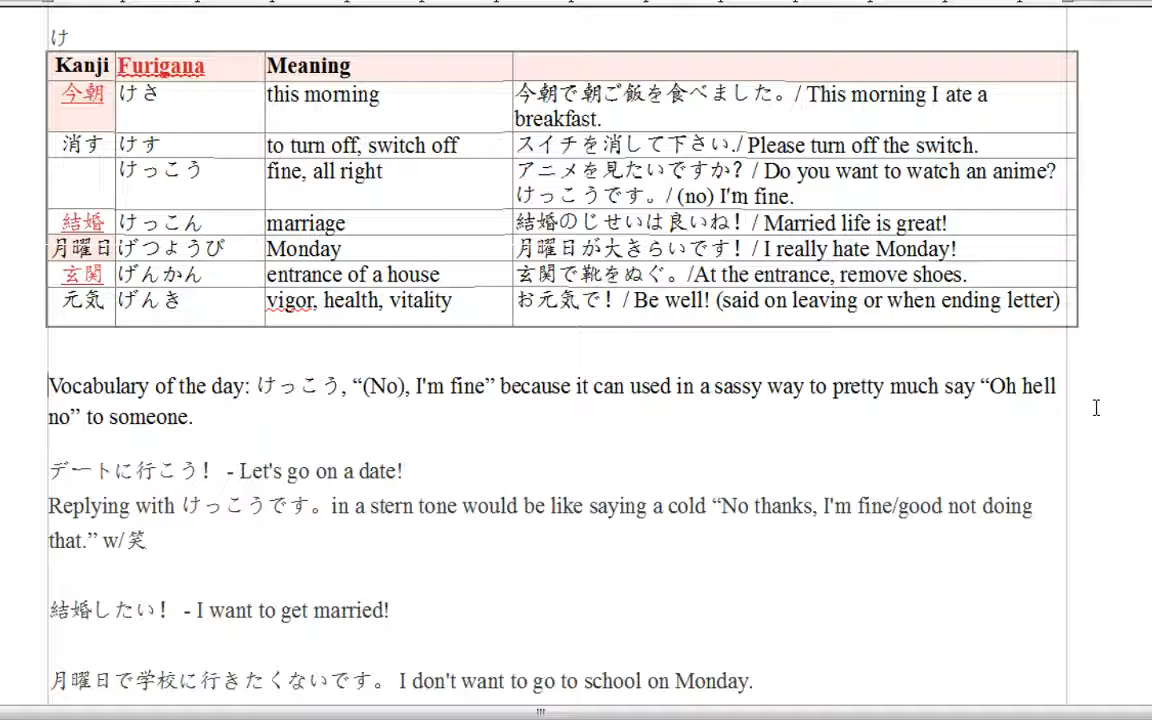 け
Kanji Furigana Meaning
今朝 けさ this morning 今朝で朝ご飯を食べました。/ This morning I ate a
breakfast.
消す けす to turn off, switch off スイチを消して下さい./ Please turn off the switch.
けっこう fine, all right アニメを見たいですか? / Do you want to watch an anime?
けっこうです。/ (no) I'm fine.
結婚 けっこん marriage 結婚のじせいは良いね! / Married life is great!
月曜日 げつようび Monday 月曜日が大きらいです! / I really hate Monday!
玄関 げんかん entrance of a house 玄関で靴をぬぐ。/At the entrance, remove shoes.
元気 げんき vigor, health, vitality お元気で! / Be well! (said on leaving or when ending letter)
Vocabulary of the day: けっこう, “(No), I'm fine” because it can used in a sassy way to pretty much say “Oh hell
no” to someone.
デートに行こう! - Let's go on a date!
Replying with けっこうです。in a stern tone would be like saying a cold “No thanks, I'm fine/good not doing
that.” w/笑
結婚したい! - I want to get married!
月曜日で学校に行きたくないです。 I don't want to go to school on Monday.